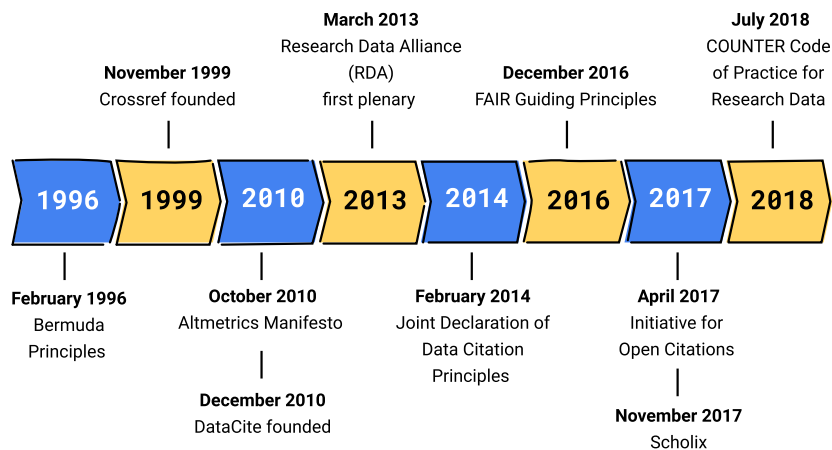 March 2013
Research Data Alliance
(RDA)
first plenary
July 2018
COUNTER Code
of Practice for
Research Data
November 1999
Crossref founded
December 2016
FAIR Guiding Principles
1996
1999
2010
2013
2014
2016
2017
2018
February 1996
Bermuda
Principles
October 2010
Altmetrics Manifesto
December 2010
DataCite founded
February 2014
Joint Declaration of
Data Citation
Principles
April 2017
Initiative for
Open Citations
November 2017
Scholix